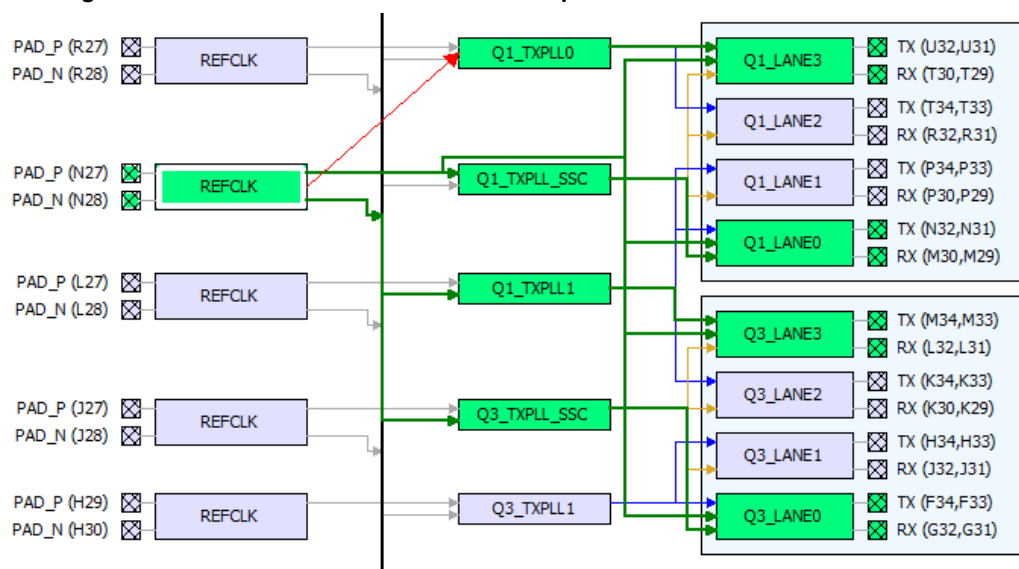 PAD_P (R27)
PAD_N (R28)
REFCLK
Q1_TXPLL0
Q1_LANE3
TX (U32,U31)
RX (T30,T29)
Q1_LANE2
TX (T34,T33)
RX (R32,R31)
PAD_P (N27)
PAD_N (N28)
REFCLK
Q1_TXPLL_SSC
Q1_LANE1
TX (P34,P33)
RX (P30,P29)
Q1_LANE0
TX (N32,N31)
RX (M30,M29)
PAD_P (L27)
PAD_N (L28)
REFCLK
Q1_TXPLL1
Q3_LANE3
TX (M34,M33)
RX (L32,L31)
Q3_LANE2
TX (K34,K33)
RX (K30,K29)
PAD_P (J27)
PAD_N (J28)
REFCLK
Q3_TXPLL_SSC
Q3_LANE1
TX (H34,H33)
RX (J32,J31)
PAD_P (H29)
PAD_N (H30)
REFCLK
Q3_TXPLL1
Q3_LANE0
TX (F34,F33)
RX (G32,G31)